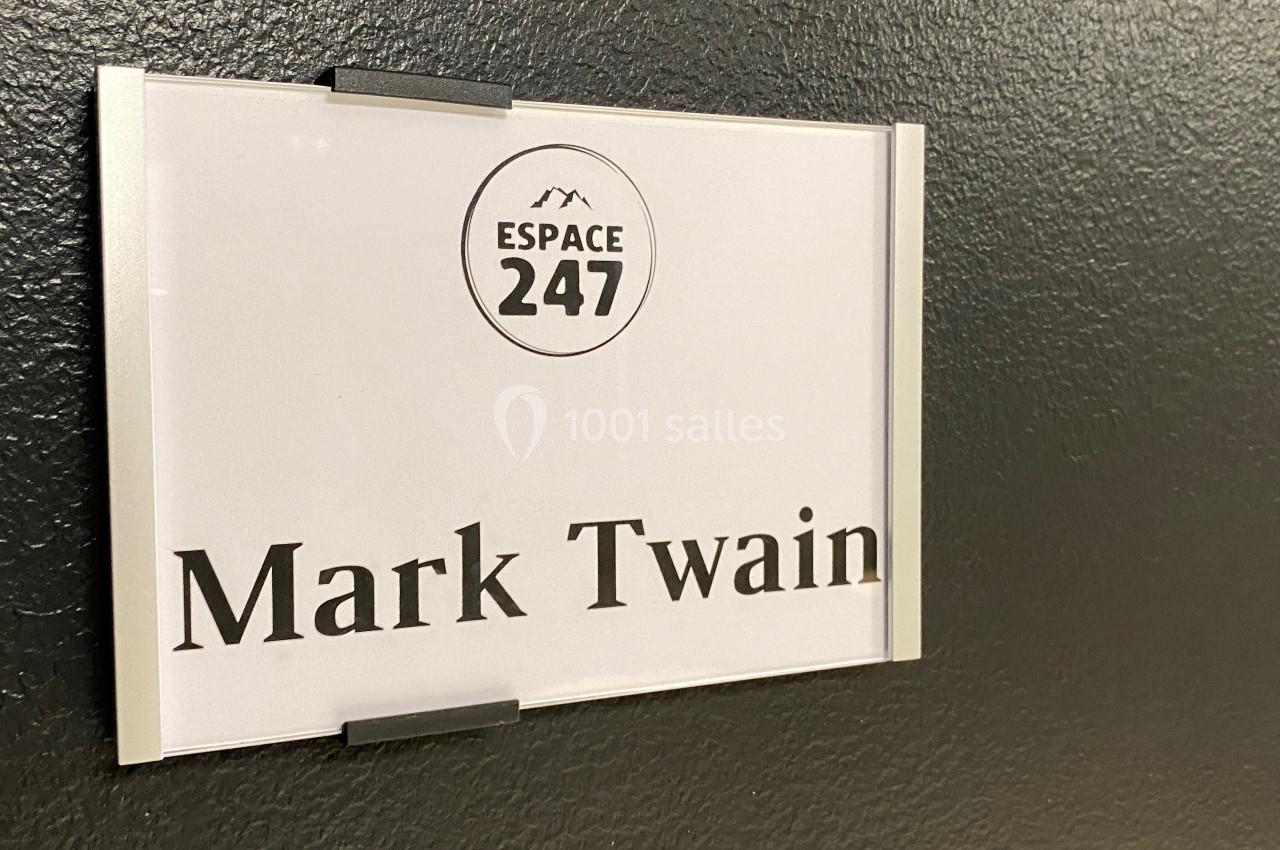 ESPACE
247
1001 salles
Mark Twain